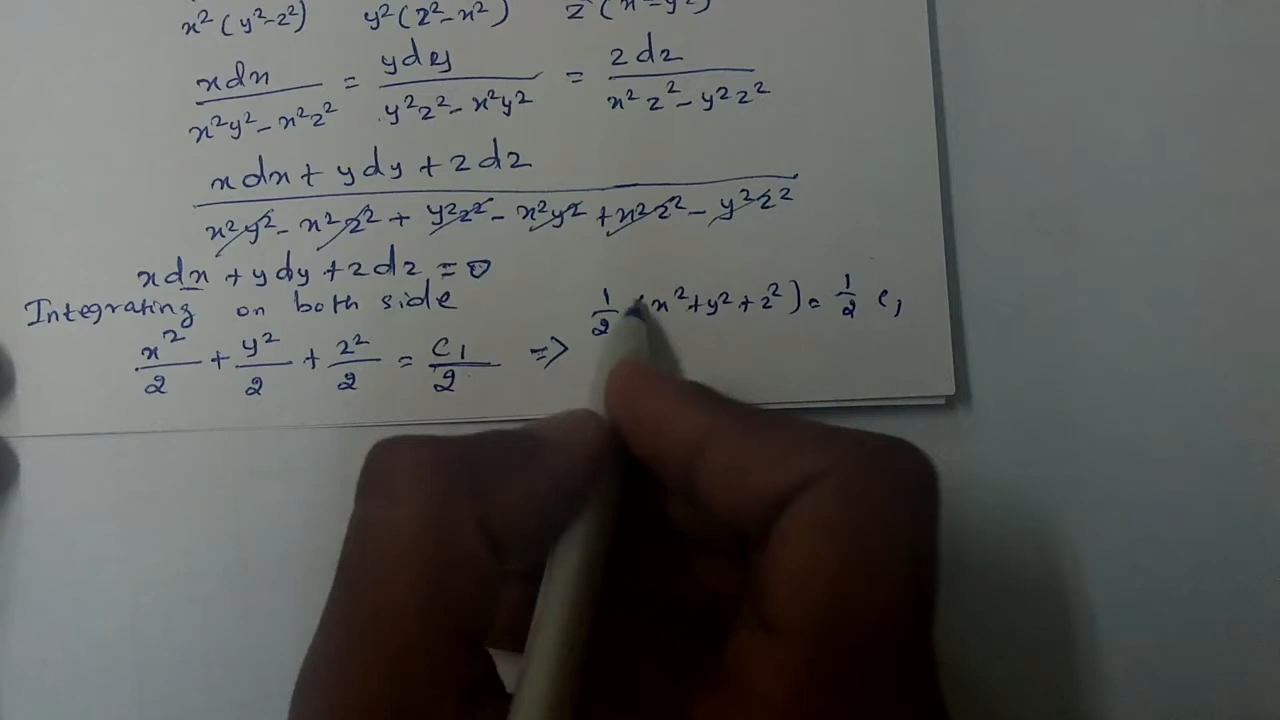 x² (y²-z²) y² (z²-x²) z (x²-y²)
xdx / x²y² - x²z² = ydy / y²z² - x²y² = zdz / x²z² - y²z²
xdx + ydy + zdz / x²y² - x²z² + y²z² - x²y² + x²z² - y²z²
xdx + ydy + zdz = 0
Integrating on both side
x²/2 + y²/2 + z²/2 = C1/2 => 1/2 (x² + y² + z²) = 1/2 C1